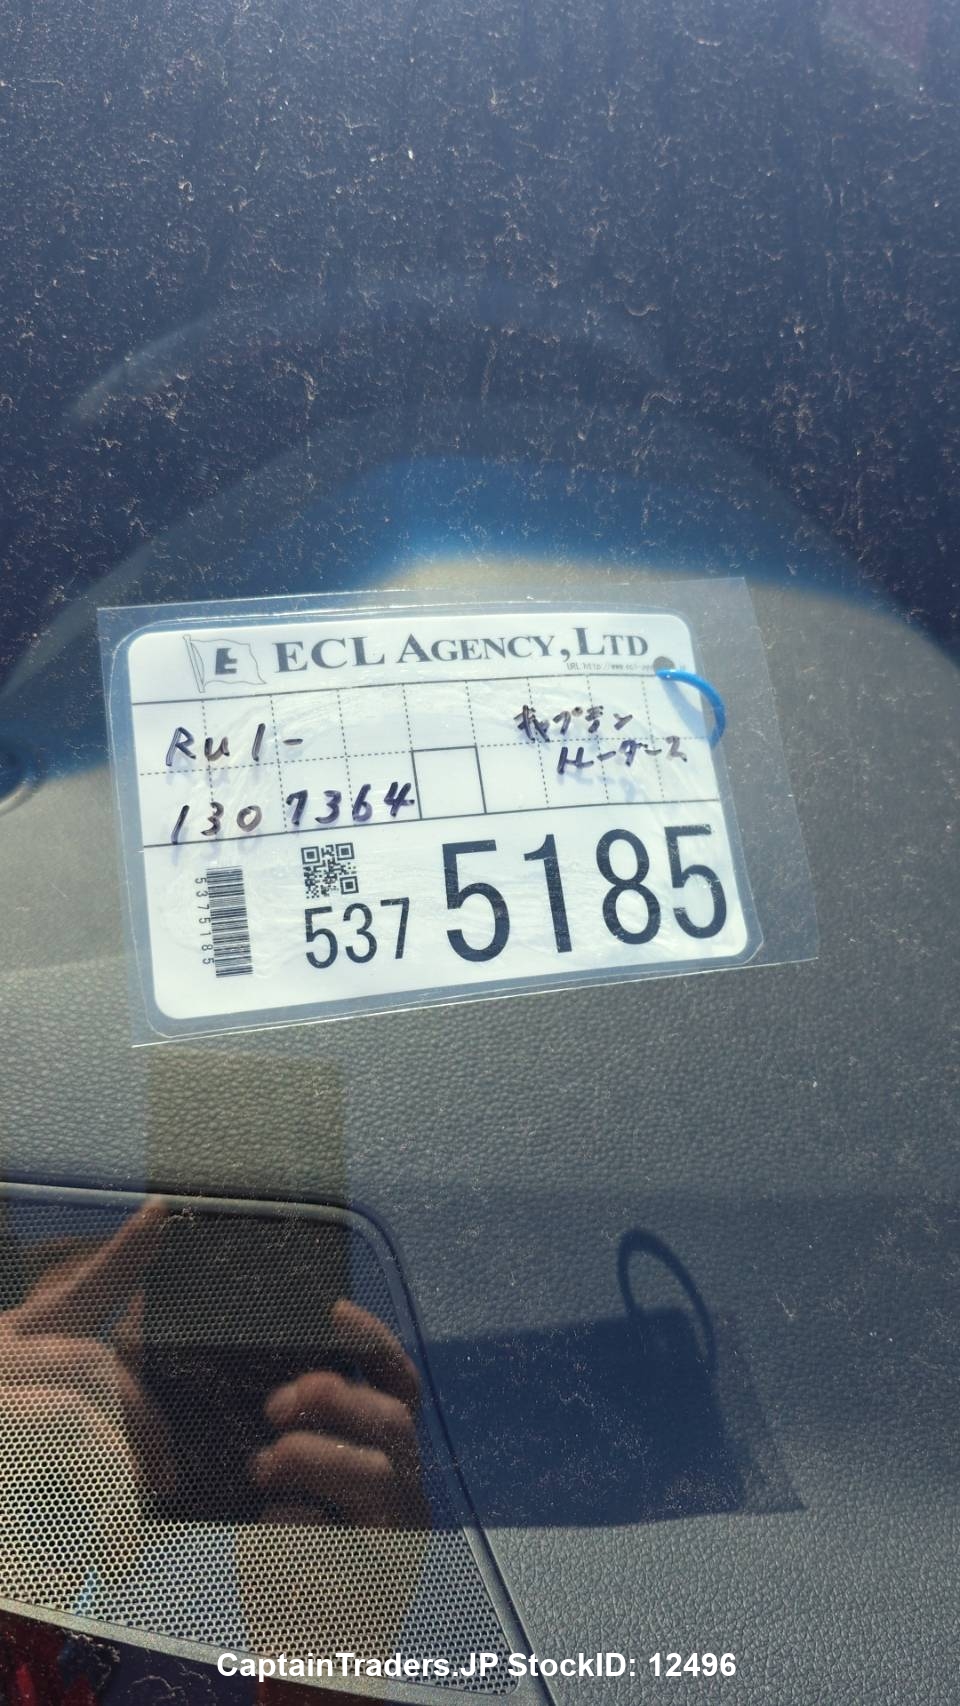 E ECL AGENCY, LTD
RU1-
1307364
キャプテン
トレーダース
5375185
537 5185
CaptainTraders.JP StockID: 12496